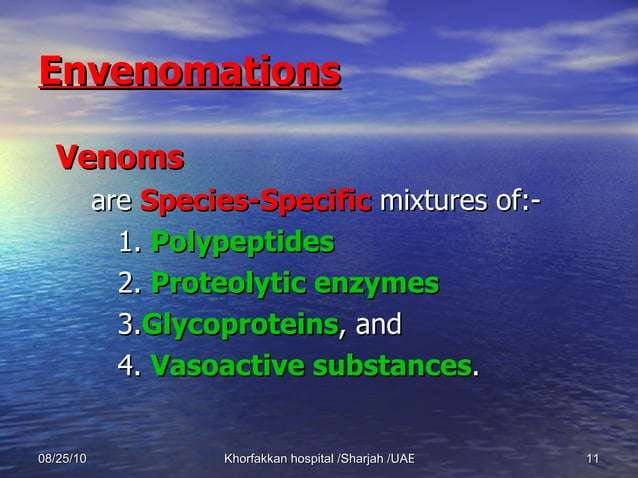 Envenomations
Venoms
are Species-Specific mixtures of:-
1. Polypeptides
2. Proteolytic enzymes
3.Glycoproteins, and
4. Vasoactive substances.
08/25/10
Khorfakkan hospital /Sharjah /UAE
11